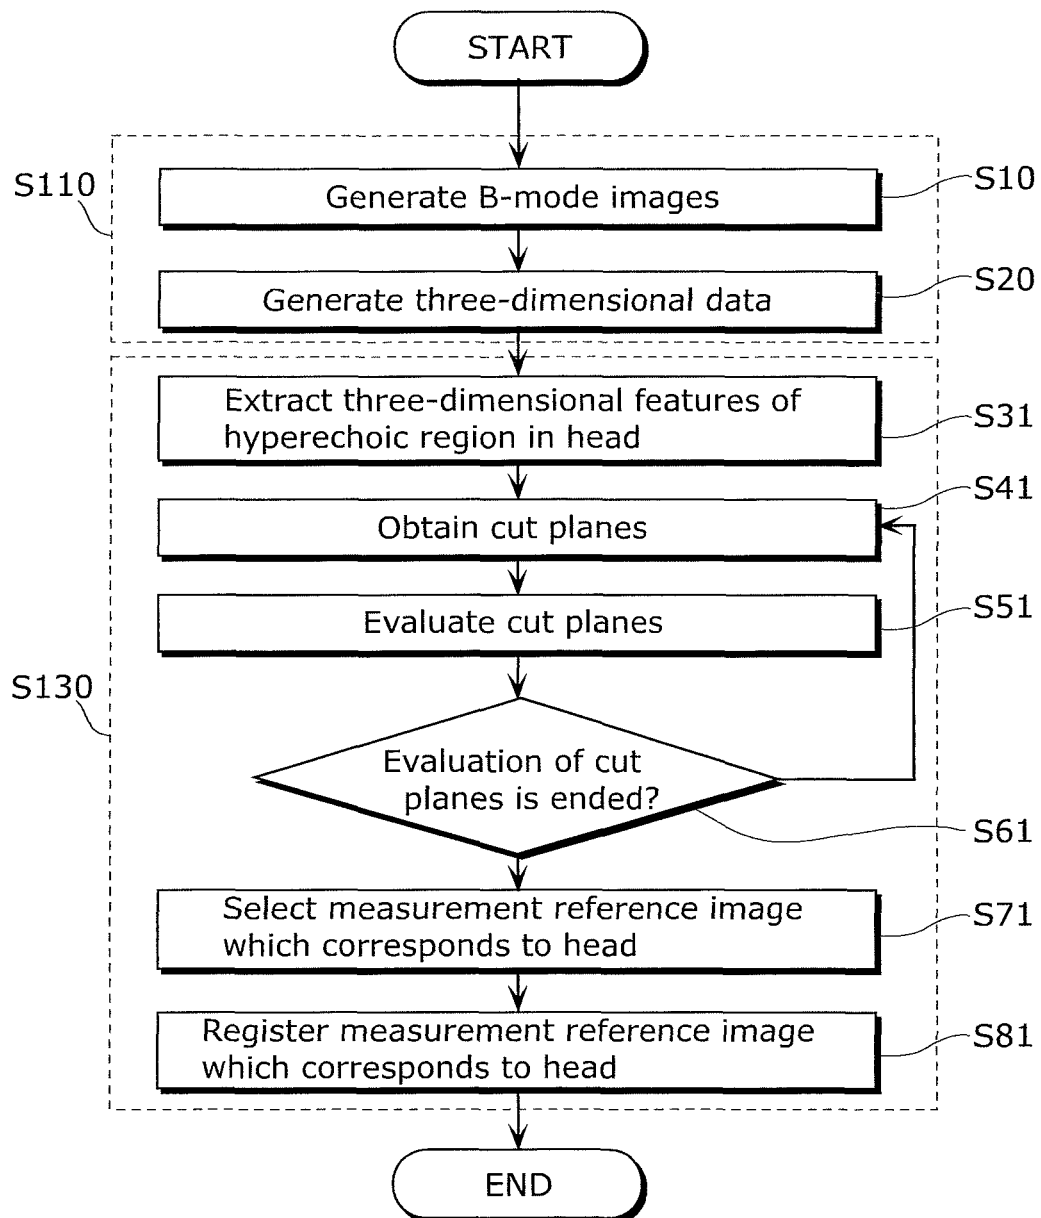 START
S110
S10
Generate B-mode images
S20
Generate three-dimensional data
Extract three-dimensional features of
hyperechoic region in head
S31
S41
Obtain cut planes
S51
Evaluate cut planes
S130
Evaluation of cut
planes is ended?
S61
Select measurement reference image
which corresponds to head
S71
Register measurement reference image
which corresponds to head
S81
END